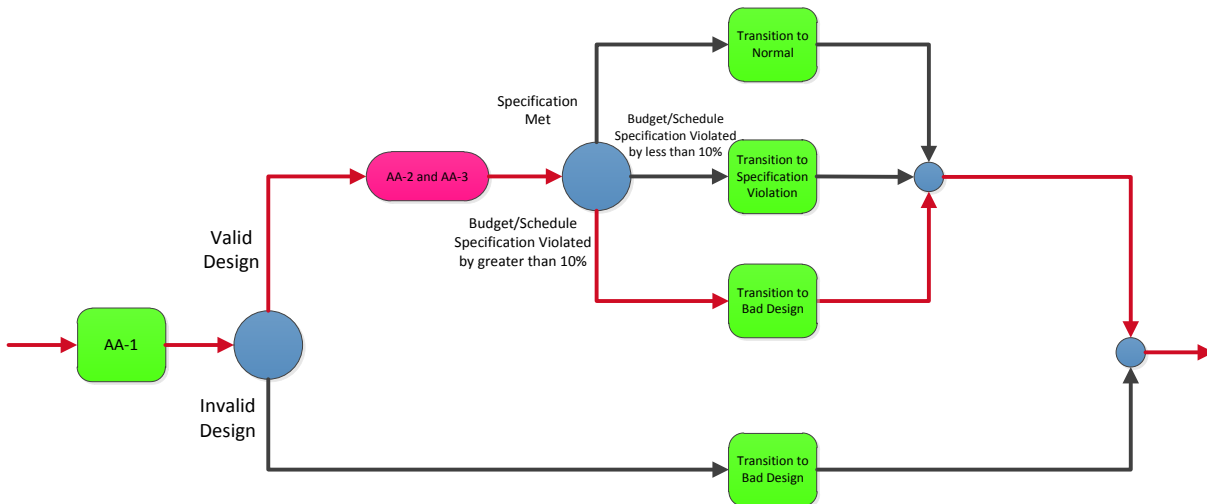 Transition to
Normal
Specification
Met
Budget/Schedule
Specification Violated
by less than 10%
Transition to
Specification
Violation
AA-2 and AA-3
Budget/Schedule
Specification Violated
by greater than 10%
Valid
Design
Transition to
Bad Design
AA-1
Invalid
Design
Transition to
Bad Design